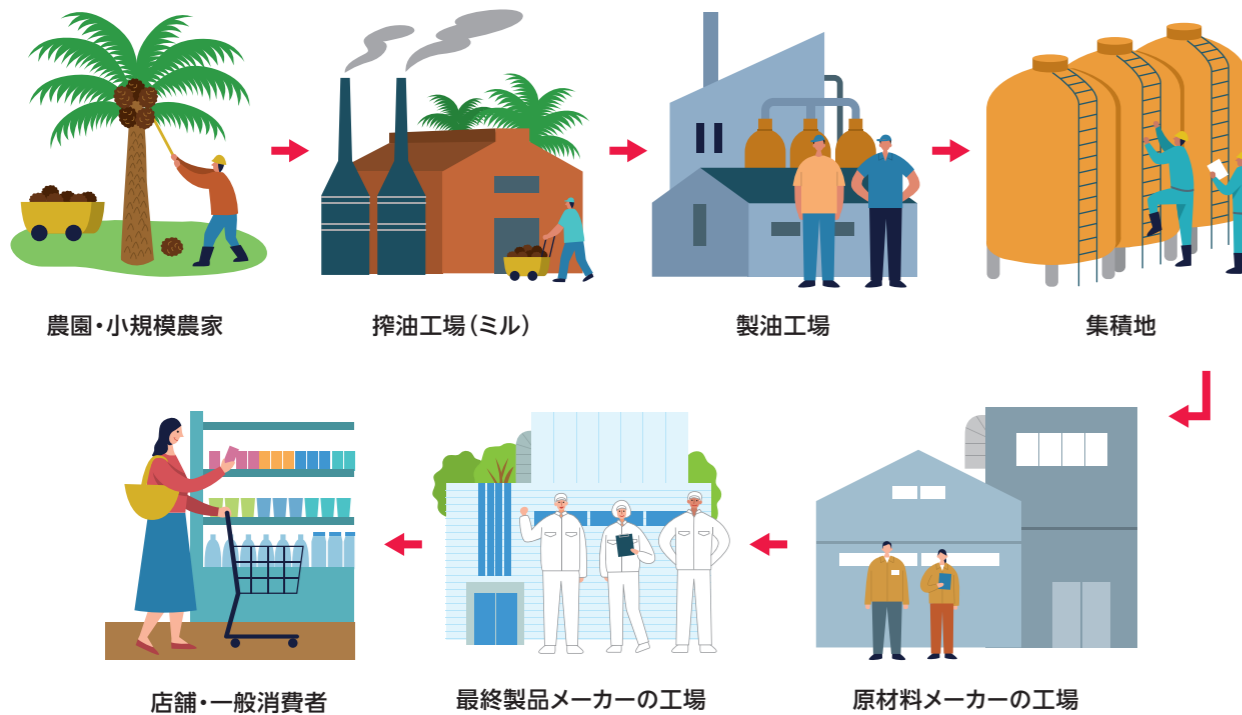 農園・小規模農家
搾油工場（ミル）
製油工場
集積地
原材料メーカーの工場
最終製品メーカーの工場
店舗・一般消費者